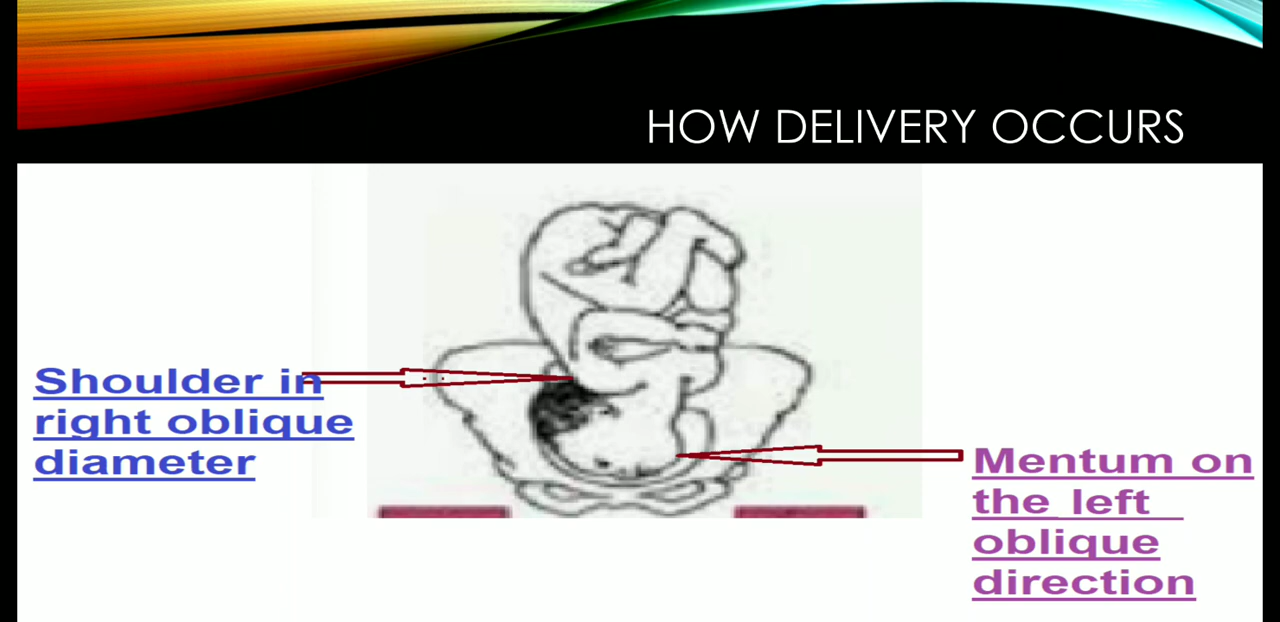 HOW DELIVERY OCCURS
Shoulder in
right oblique
diameter
Mentum on
the left
oblique
direction